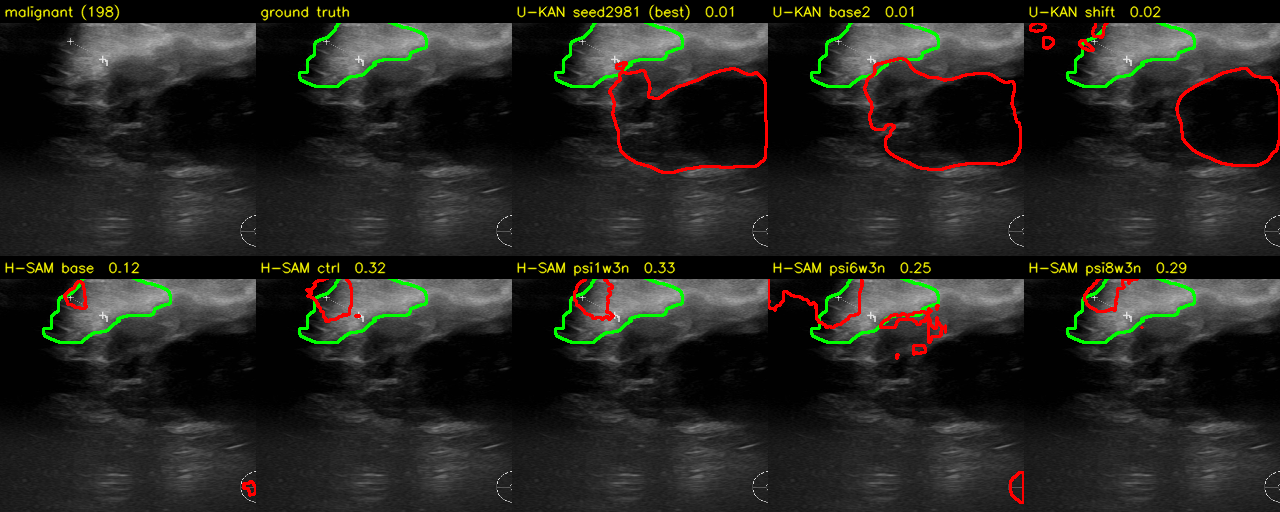 malignant (198)
ground truth
U-KAN seed2981 (best) 0.01
U-KAN base2 0.01
U-KAN shift 0.02
H-SAM base 0.12
H-SAM ctrl 0.32
H-SAM psi1w3n 0.33
H-SAM psi6w3n 0.25
H-SAM psi8w3n 0.29